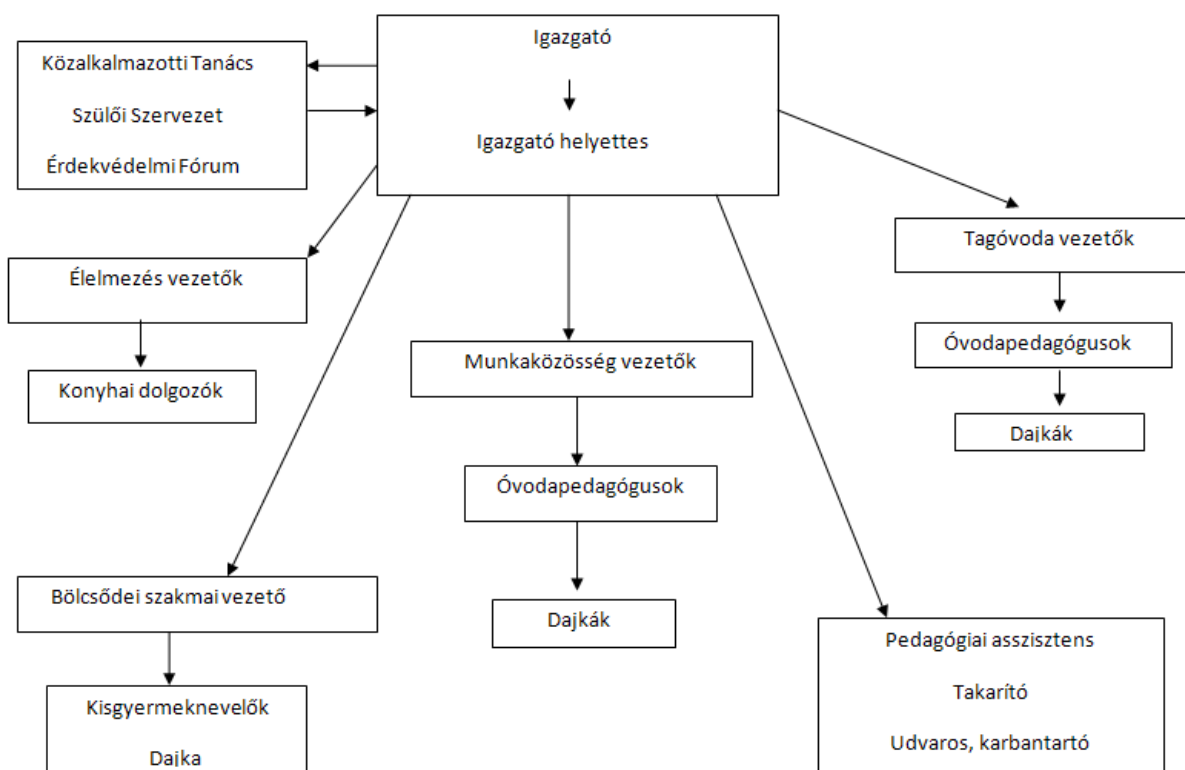 Igazgató
Igazgató helyettes
Közalkalmazotti Tanács
Szülői Szervezet
Érdekvédelmi Fórum
Tagóvoda vezetők
Óvodapedagógusok
Dajkák
Élelmezés vezetők
Konyhai dolgozók
Munkaközösség vezetők
Óvodapedagógusok
Dajkák
Bölcsődei szakmai vezető
Kisgyermeknevelők
Dajka
Pedagógiai asszisztens
Takarító
Udvaros, karbantartó